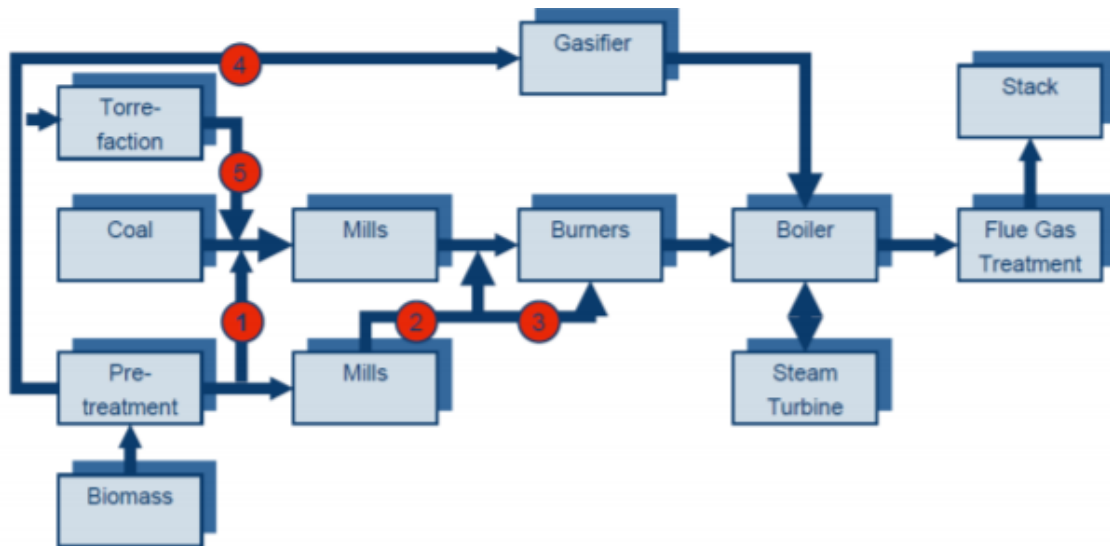 Gasifier
4
Stack
Torre-
faction
5
Coal
Mills
Burners
Boiler
Flue Gas
Treatment
1
2
3
Pre-
treatment
Mills
Steam
Turbine
Biomass